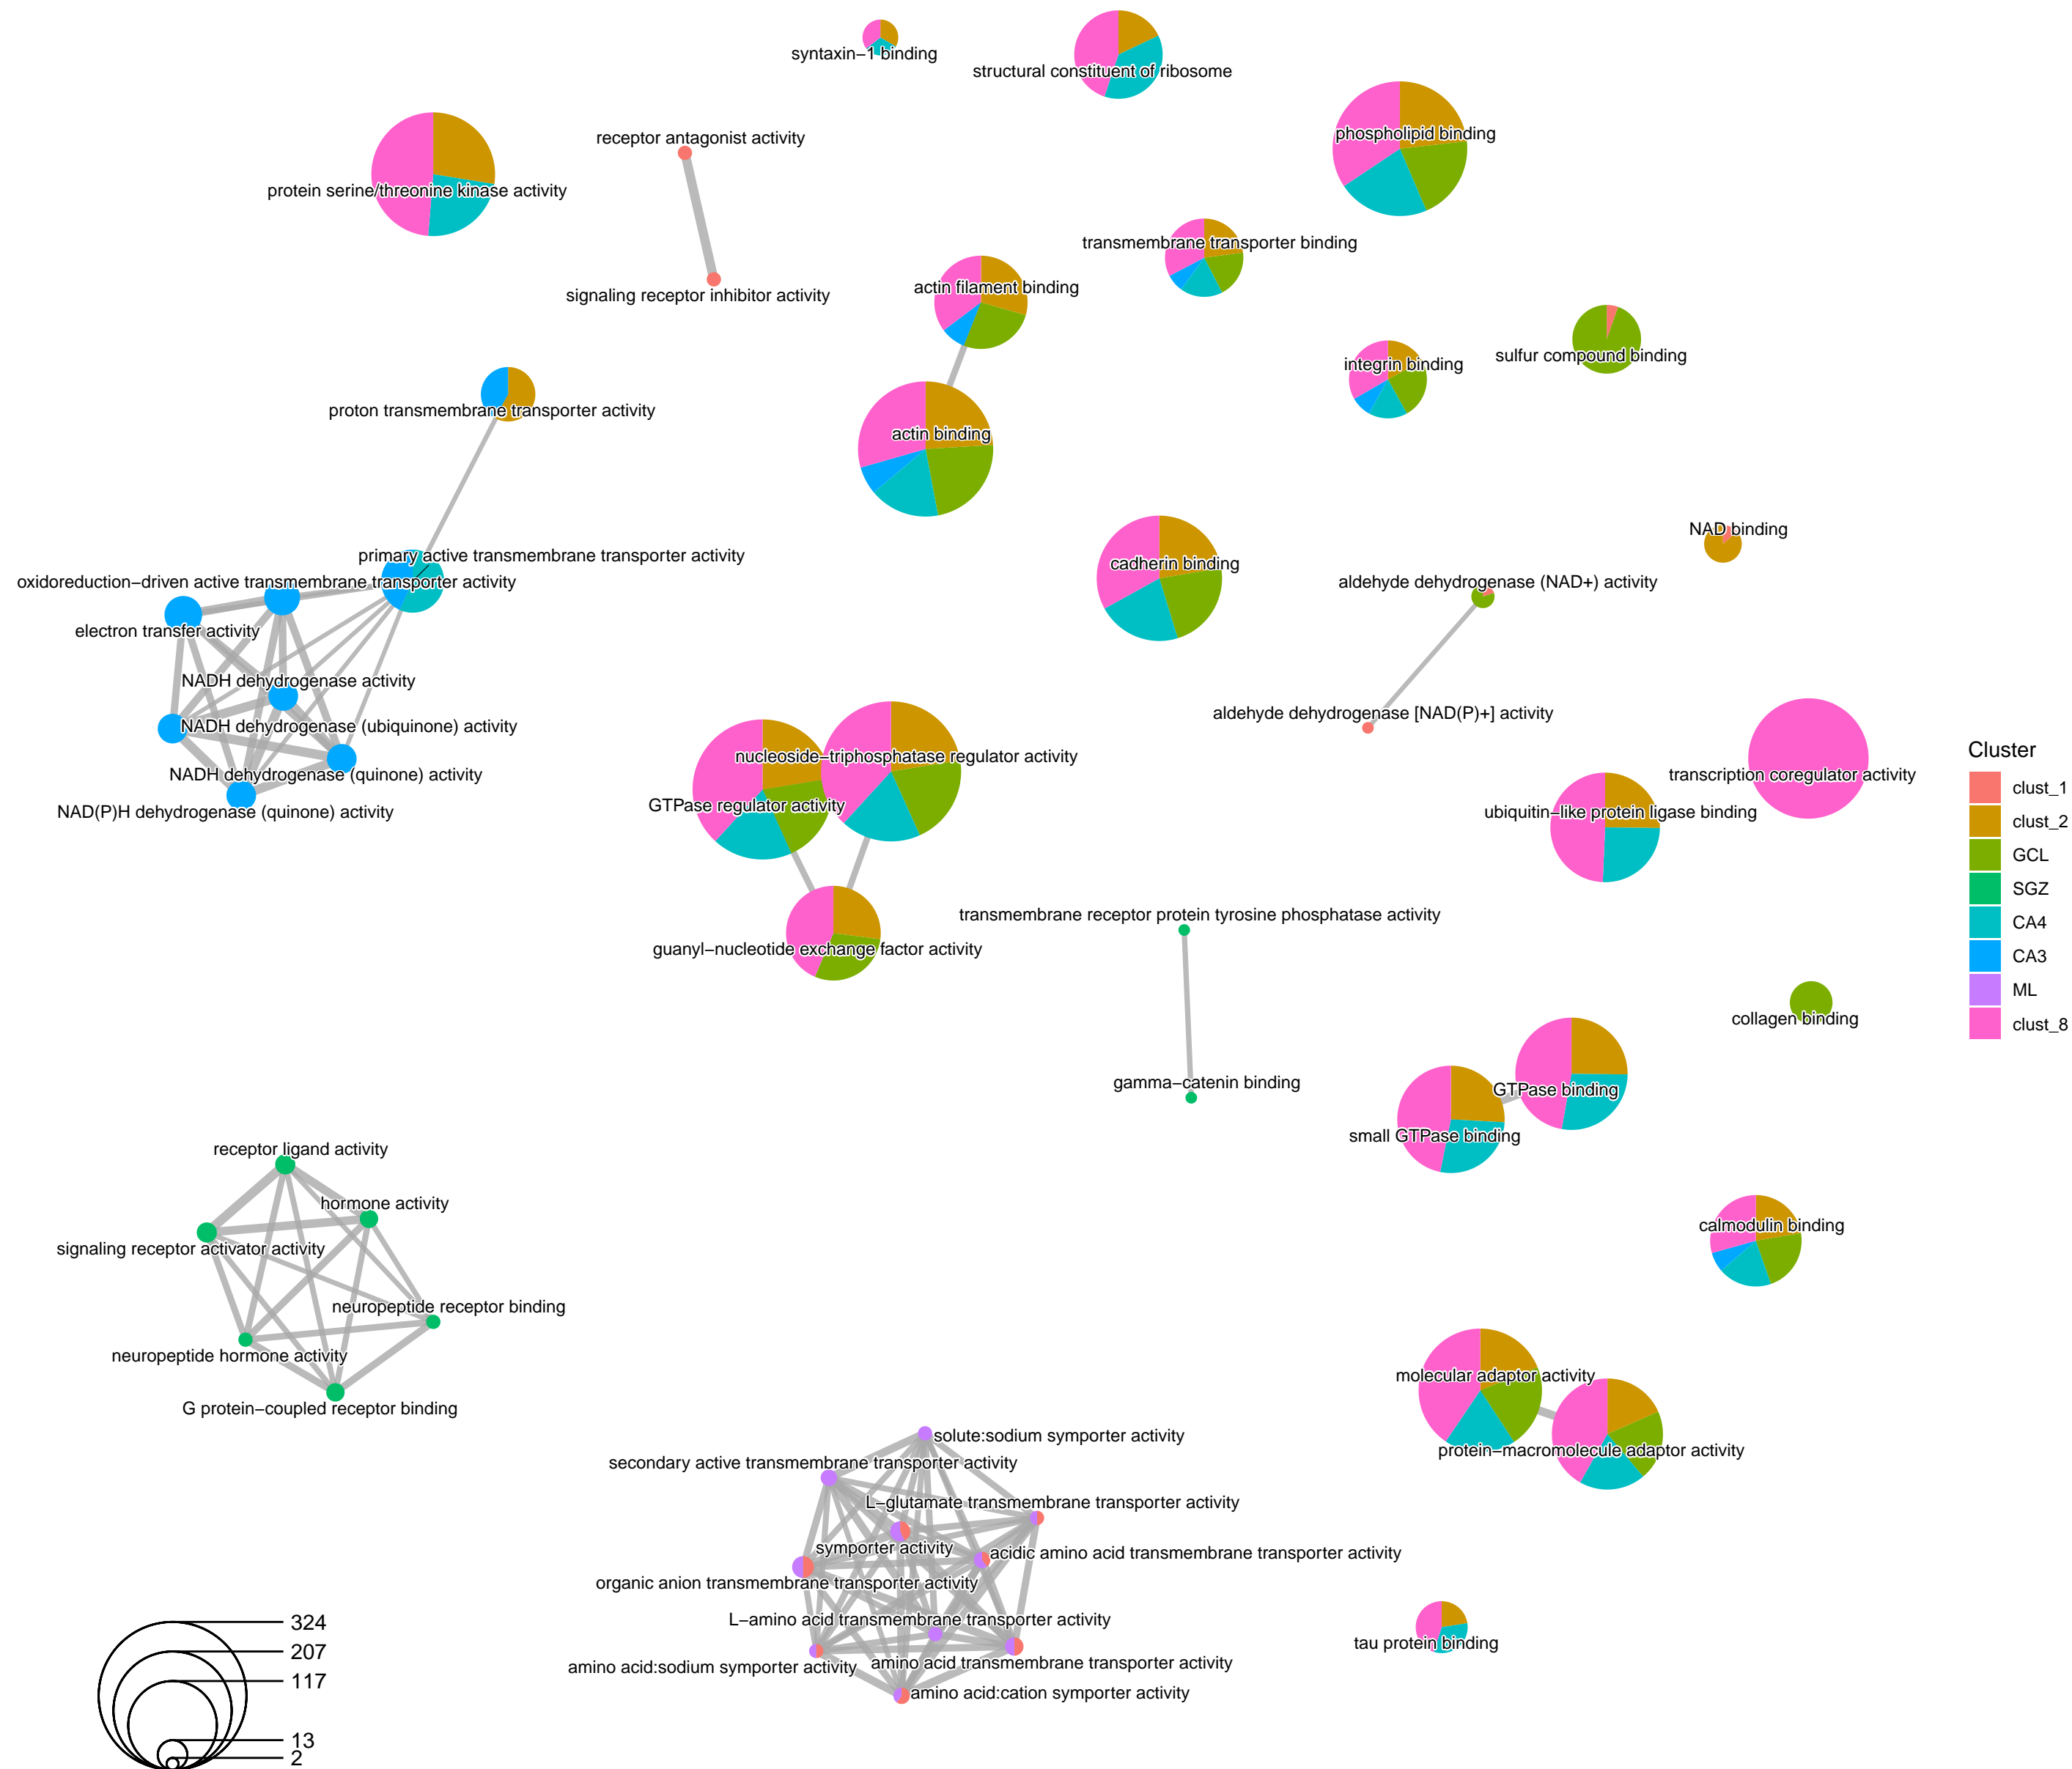 syntaxin−1 binding
structural constituent of ribosome
phospholipid binding
receptor antagonist activity
protein serine/threonine kinase activity
transmembrane transporter binding
actin filament binding
signaling receptor inhibitor activity
sulfur compound binding
integrin binding
proton transmembrane transporter activity
actin binding
NAD binding
primary active transmembrane transporter activity
cadherin binding
oxidoreduction−driven active transmembrane transporter activity
aldehyde dehydrogenase (NAD+) activity
electron transfer activity
NADH dehydrogenase activity
aldehyde dehydrogenase [NAD(P)+] activity
NADH dehydrogenase (ubiquinone) activity
nucleoside−triphosphatase regulator activity
transcription coregulator activity
NADH dehydrogenase (quinone) activity
GTPase regulator activity
ubiquitin−like protein ligase binding
NAD(P)H dehydrogenase (quinone) activity
Cluster
clust_1
clust_2
GCL
SGZ
CA4
CA3
ML
clust_8
transmembrane receptor protein tyrosine phosphatase activity
guanyl−nucleotide exchange factor activity
collagen binding
gamma−catenin binding
GTPase binding
small GTPase binding
receptor ligand activity
hormone activity
signaling receptor activator activity
calmodulin binding
neuropeptide receptor binding
neuropeptide hormone activity
molecular adaptor activity
G protein−coupled receptor binding
solute:sodium symporter activity
protein−macromolecule adaptor activity
secondary active transmembrane transporter activity
L−glutamate transmembrane transporter activity
symporter activity
acidic amino acid transmembrane transporter activity
organic anion transmembrane transporter activity
L−amino acid transmembrane transporter activity
tau protein binding
amino acid:sodium symporter activity
amino acid transmembrane transporter activity
amino acid:cation symporter activity
324
207
117
13
2